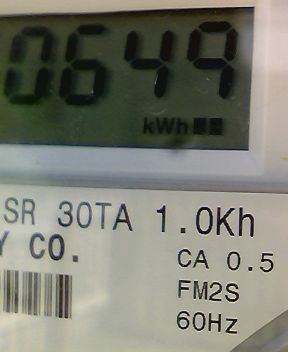 0649
kWh
SR 30TA 1.0Kh
Y CO.
CA 0.5
FM2S
60Hz